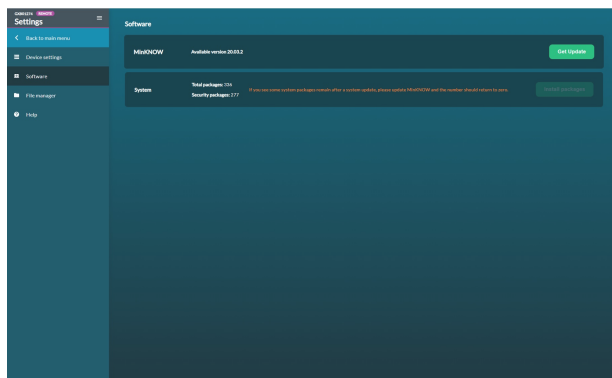 GXB01274 REMOTE
Settings
Software
Back to main menu
Device settings
Software
File manager
Help
MinKNOW
Available version 20.03.2
Get Update
System
Total packages: 336
Security packages: 277
If you see some system packages remain after a system update, please update MinKNOW and the number should return to zero.
Install packages